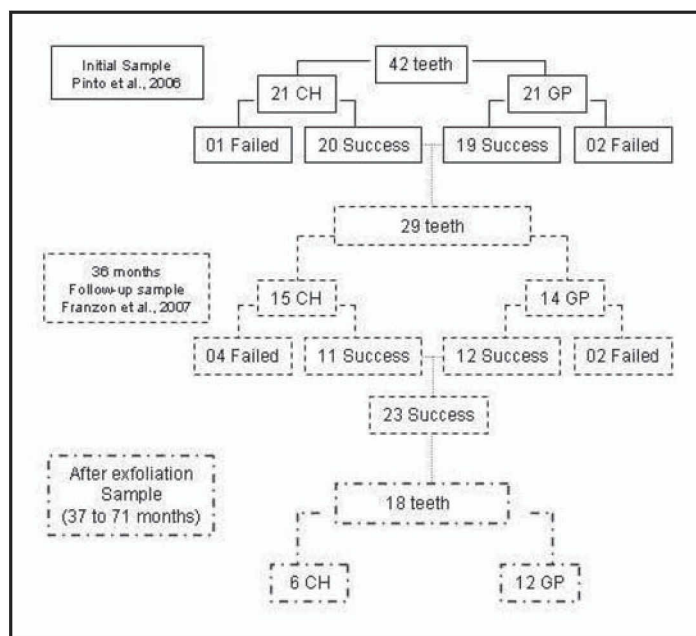 42 teeth
Initial Sample
Pinto et al., 2006
21 CH
21 GP
01 Failed
20 Success
19 Success
02 Failed
29 teeth
36 months
Follow-up sample
Franzon et al., 2007
15 CH
14 GP
04 Failed
11 Success
12 Success
02 Failed
23 Success
After exfoliation
Sample
(37 to 71 months)
18 teeth
6 CH
12 GP